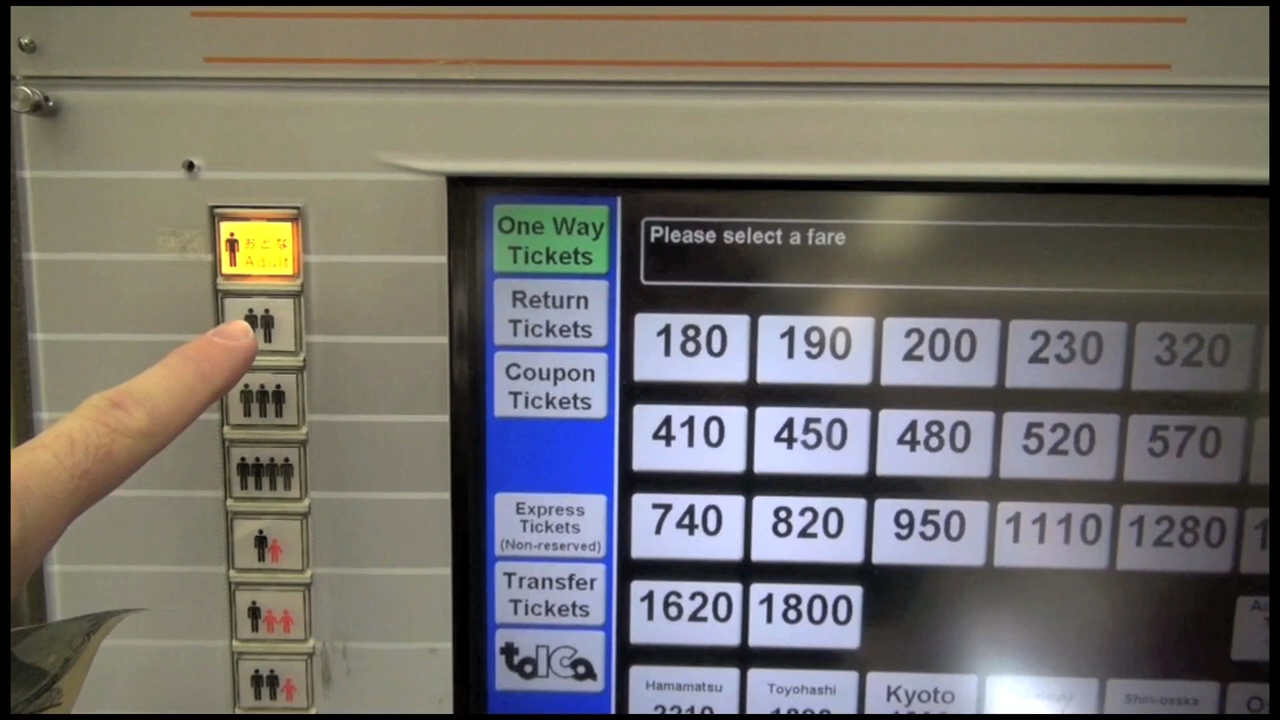 おとな
Adult
One Way
Tickets
Return
Tickets
Coupon
Tickets
Express
Tickets
(Non-reserved)
Transfer
Tickets
toICa
Please select a fare
180 190 200 230 320
410 450 480 520 570
740 820 950 1110 1280
1620 1800
Hamamatsu Toyohashi Kyoto Shin-osaka